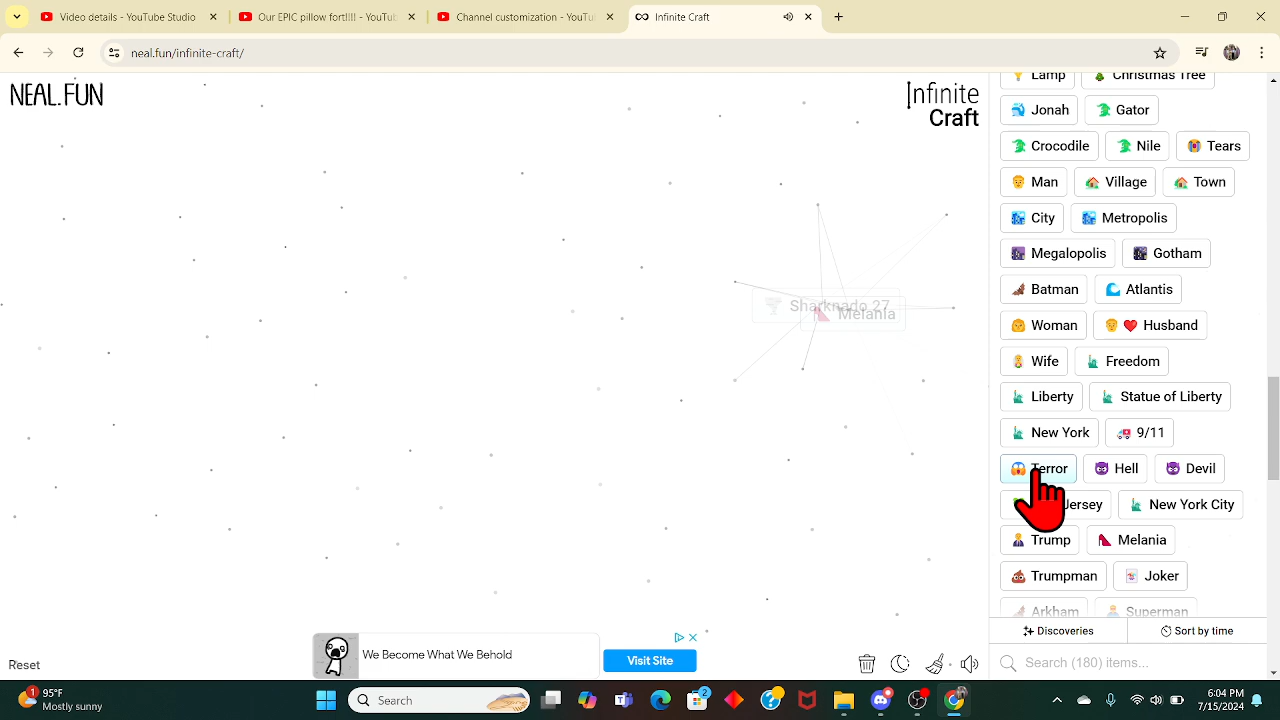 Video details - YouTube Studio
Our EPIC pillow fort!!!! - YouTub
Channel customization - YouTu
Infinite Craft
neal.fun/infinite-craft/
NEAL.FUN
Infinite
Craft
Lamp Christmas Tree
Jonah Gator
Crocodile Nile Tears
Man Village Town
City Metropolis
Megalopolis Gotham
Batman Atlantis
Sharknado 27
Melania
Woman Husband
Wife Freedom
Liberty Statue of Liberty
New York 9/11
Terror Hell Devil
Jersey New York City
Trump Melania
Trumpman Joker
Arkham Superman
Discoveries Sort by time
Search (180) items...
We Become What We Behold
Visit Site
Reset
1
95°F
Mostly sunny
Search
2
6:04 PM
7/15/2024